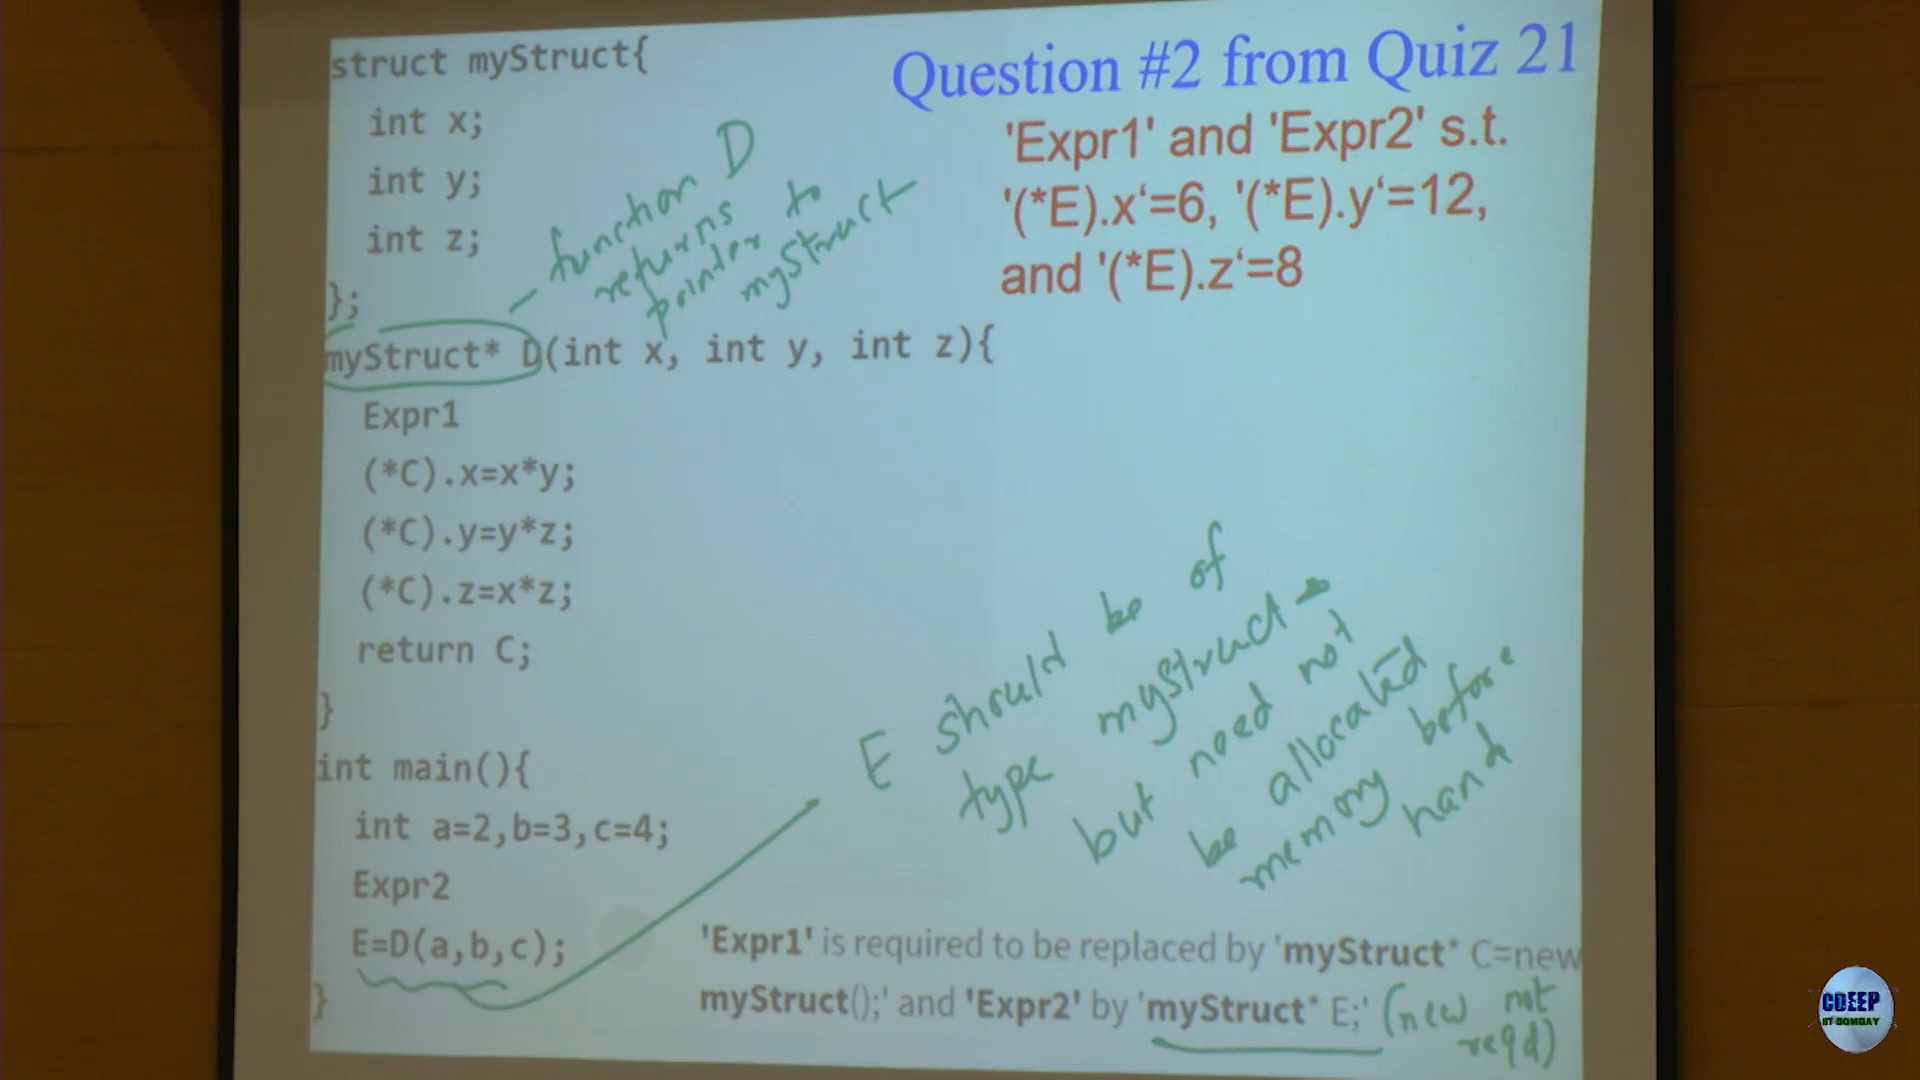 struct myStruct{
int x;
int y;
int z;
};
myStruct* D(int x, int y, int z){
Expr1
(*C).x=x*y;
(*C).y=y*z;
(*C).z=x*z;
return C;
}
int main(){
int a=2,b=3,c=4;
Expr2
E=D(a,b,c);
}
Question #2 from Quiz 21
'Expr1' and 'Expr2' s.t.
'(*E).x‘=6, '(*E).y‘=12,
and '(*E).z‘=8
function D
returns
pointer to
myStruct
E should be of
type mystruct *
but need not
be allocated
memory before
hand
'Expr1' is required to be replaced by 'myStruct* C=new
myStruct();' and 'Expr2' by 'myStruct* E;' (new not
reqd)
CDEEP
IIT BOMBAY